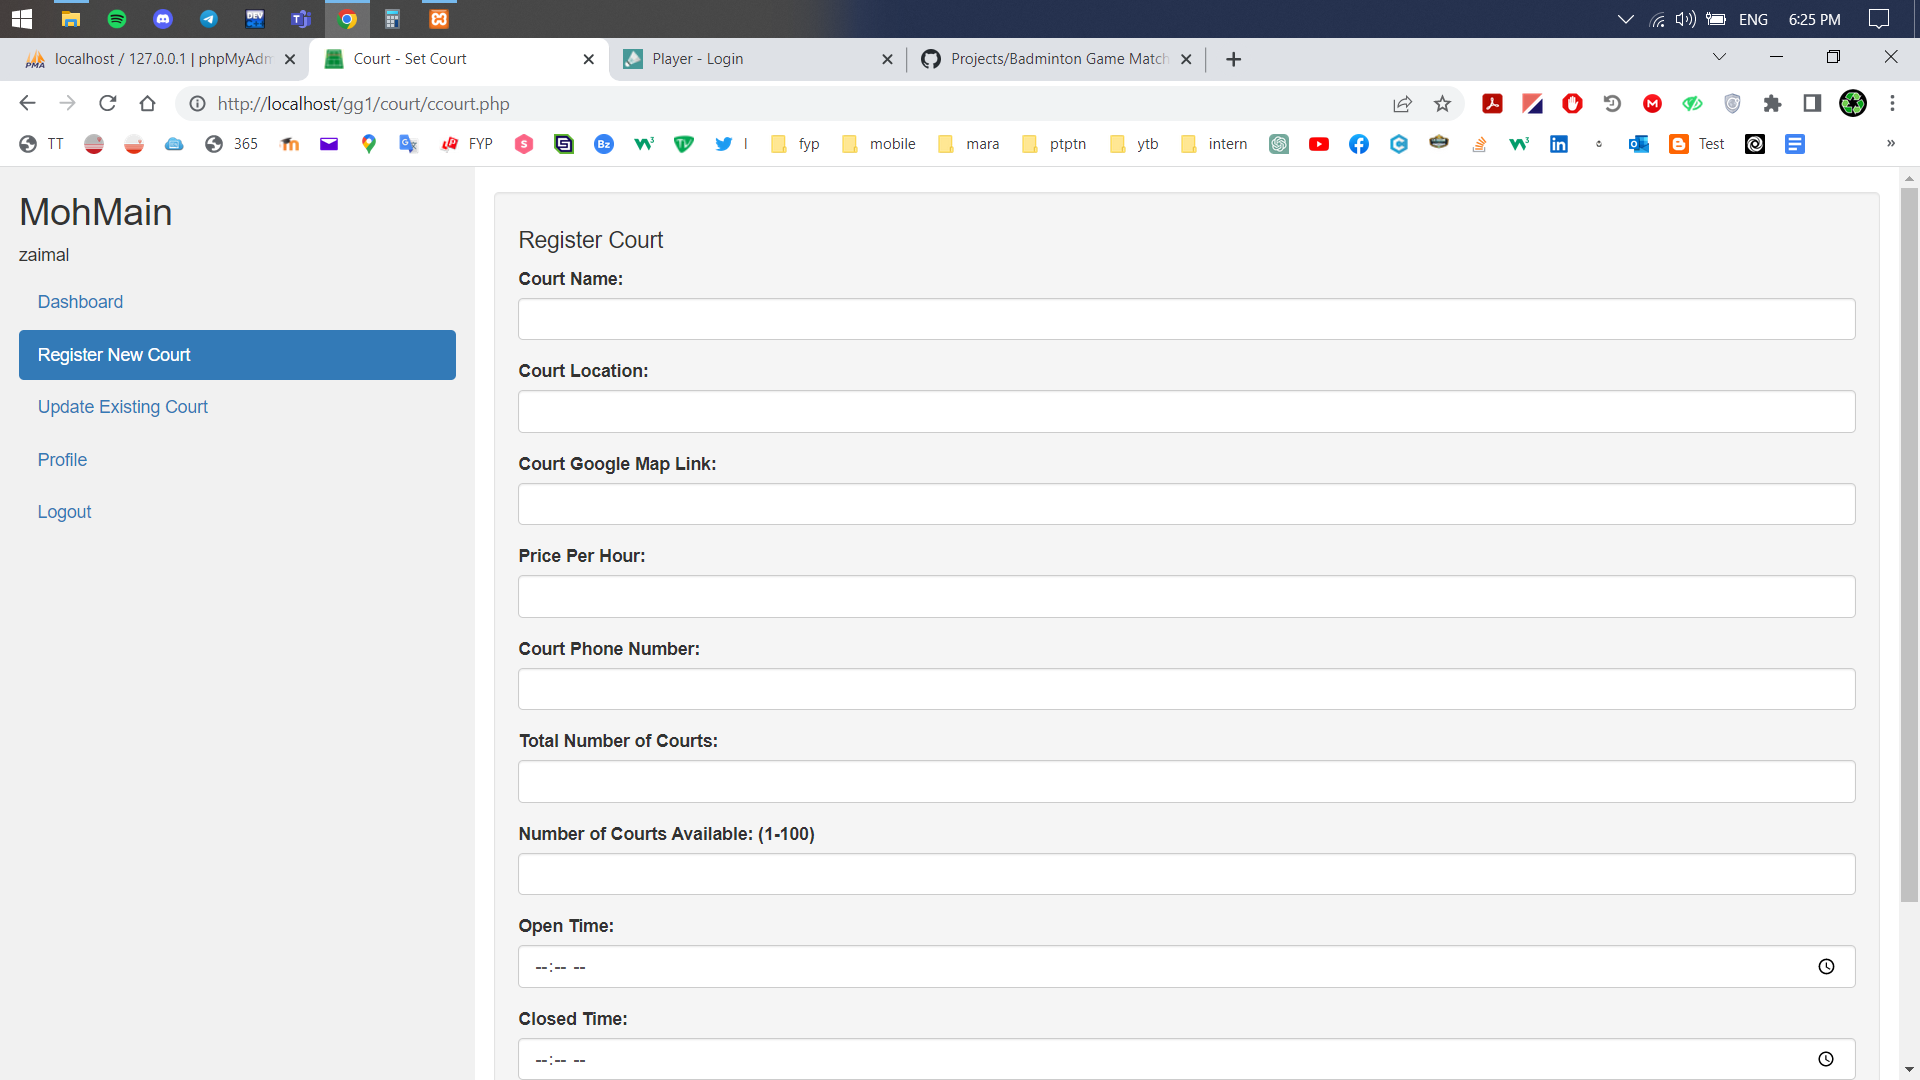 ENG 6:25 PM
localhost / 127.0.0.1 | phpMyAdm
Court - Set Court
Player - Login
Projects/Badminton Game Match
http://localhost/gg1/court/ccourt.php
TT
365
FYP
fyp
mobile
mara
ptptn
ytb
intern
Test
»
MohMain
zaimal
Dashboard
Register New Court
Update Existing Court
Profile
Logout
Register Court
Court Name:
Court Location:
Court Google Map Link:
Price Per Hour:
Court Phone Number:
Total Number of Courts:
Number of Courts Available: (1-100)
Open Time:
--:-- --
Closed Time:
--:-- --